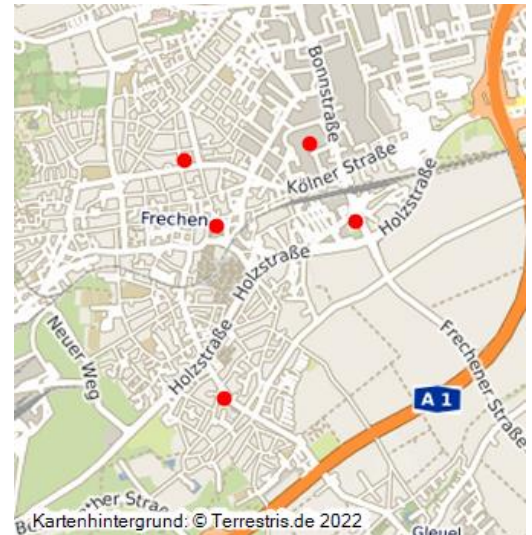 Bonnstraße
Kölner Straße
Holzstraße
Frechen
Holzstraße
Holzstraße
Neuer Weg
Frechener Straße
A 1
Kartenhintergrund: © Terrestris.de 2022
Gleuel